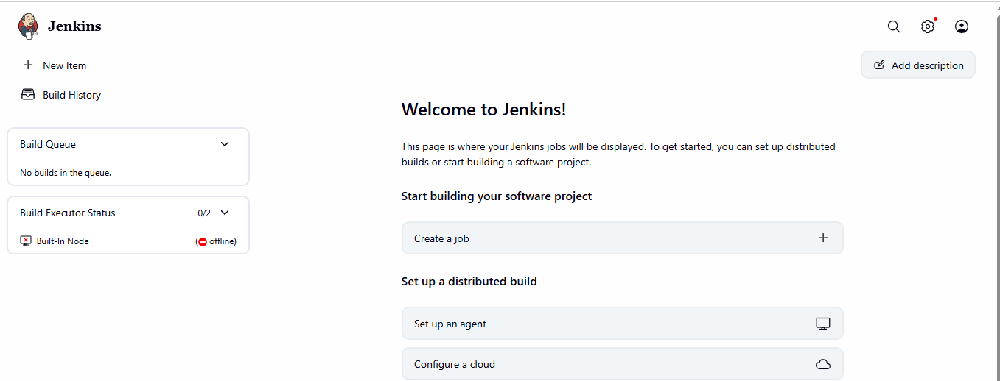 Jenkins
New Item
Add description
Build History
Welcome to Jenkins!
Build Queue
No builds in the queue.
This page is where your Jenkins jobs will be displayed. To get started, you can set up distributed
builds or start building a software project.
Start building your software project
Build Executor Status 0/2
Built-In Node (offline)
Create a job
Set up a distributed build
Set up an agent
Configure a cloud